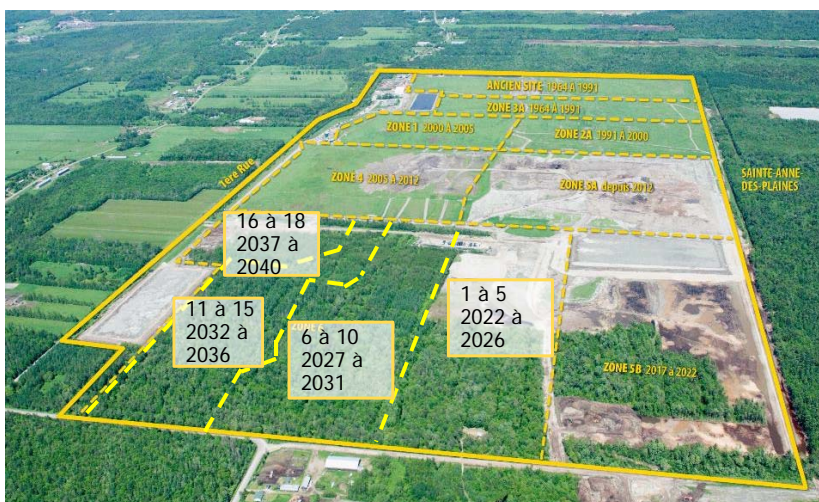 ANCIEN SITE 1964 À 1991
ZONE 3A 1964 À 1991
ZONE 1 2000 À 2005
ZONE 2A 1991 À 2000
1ère Rue
ZONE 4 2005 à 2012
ZONE 5A depuis 2012
SAINTE-ANNE
-DES-PLAINES
16 à 18
2037 à
2040
11 à 15
2032 à
2036
6 à 10
2027 à
2031
1 à 5
2022 à
2026
ZONE 5B 2017 à 2022